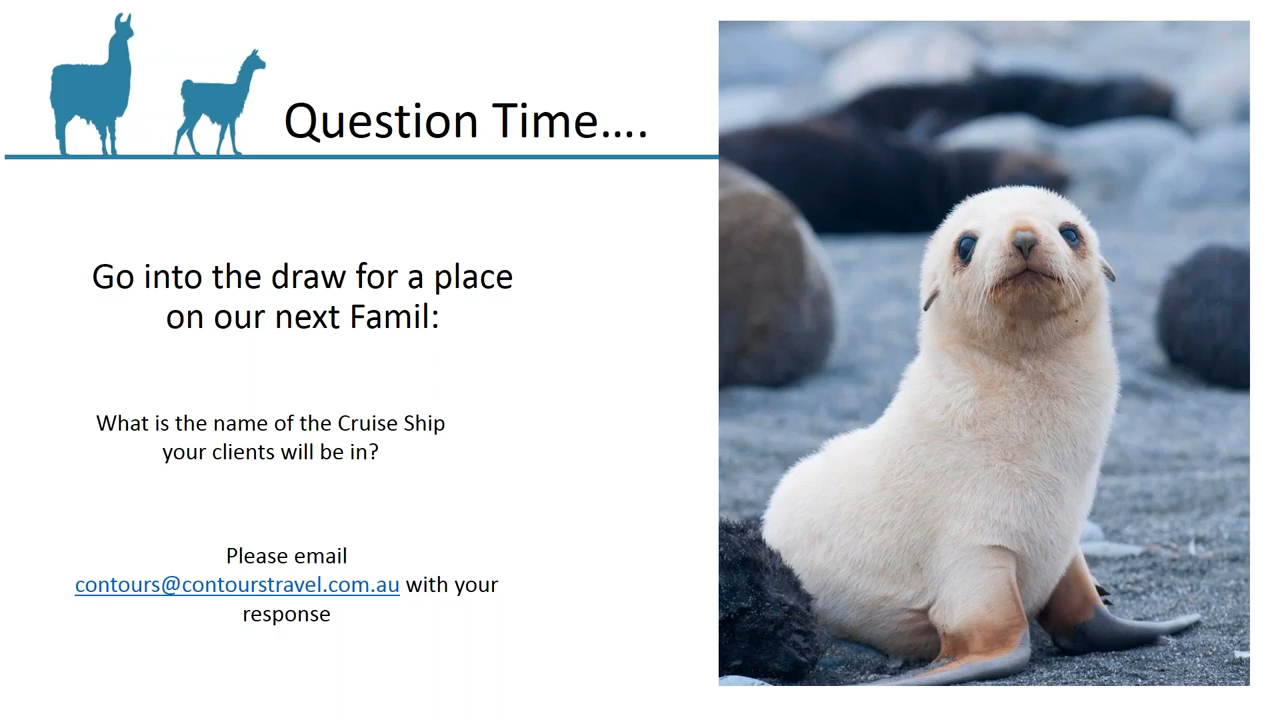 Question Time....
Go into the draw for a place
on our next Famil:
What is the name of the Cruise Ship
your clients will be in?
Please email
contours@contourstravel.com.au with your
response